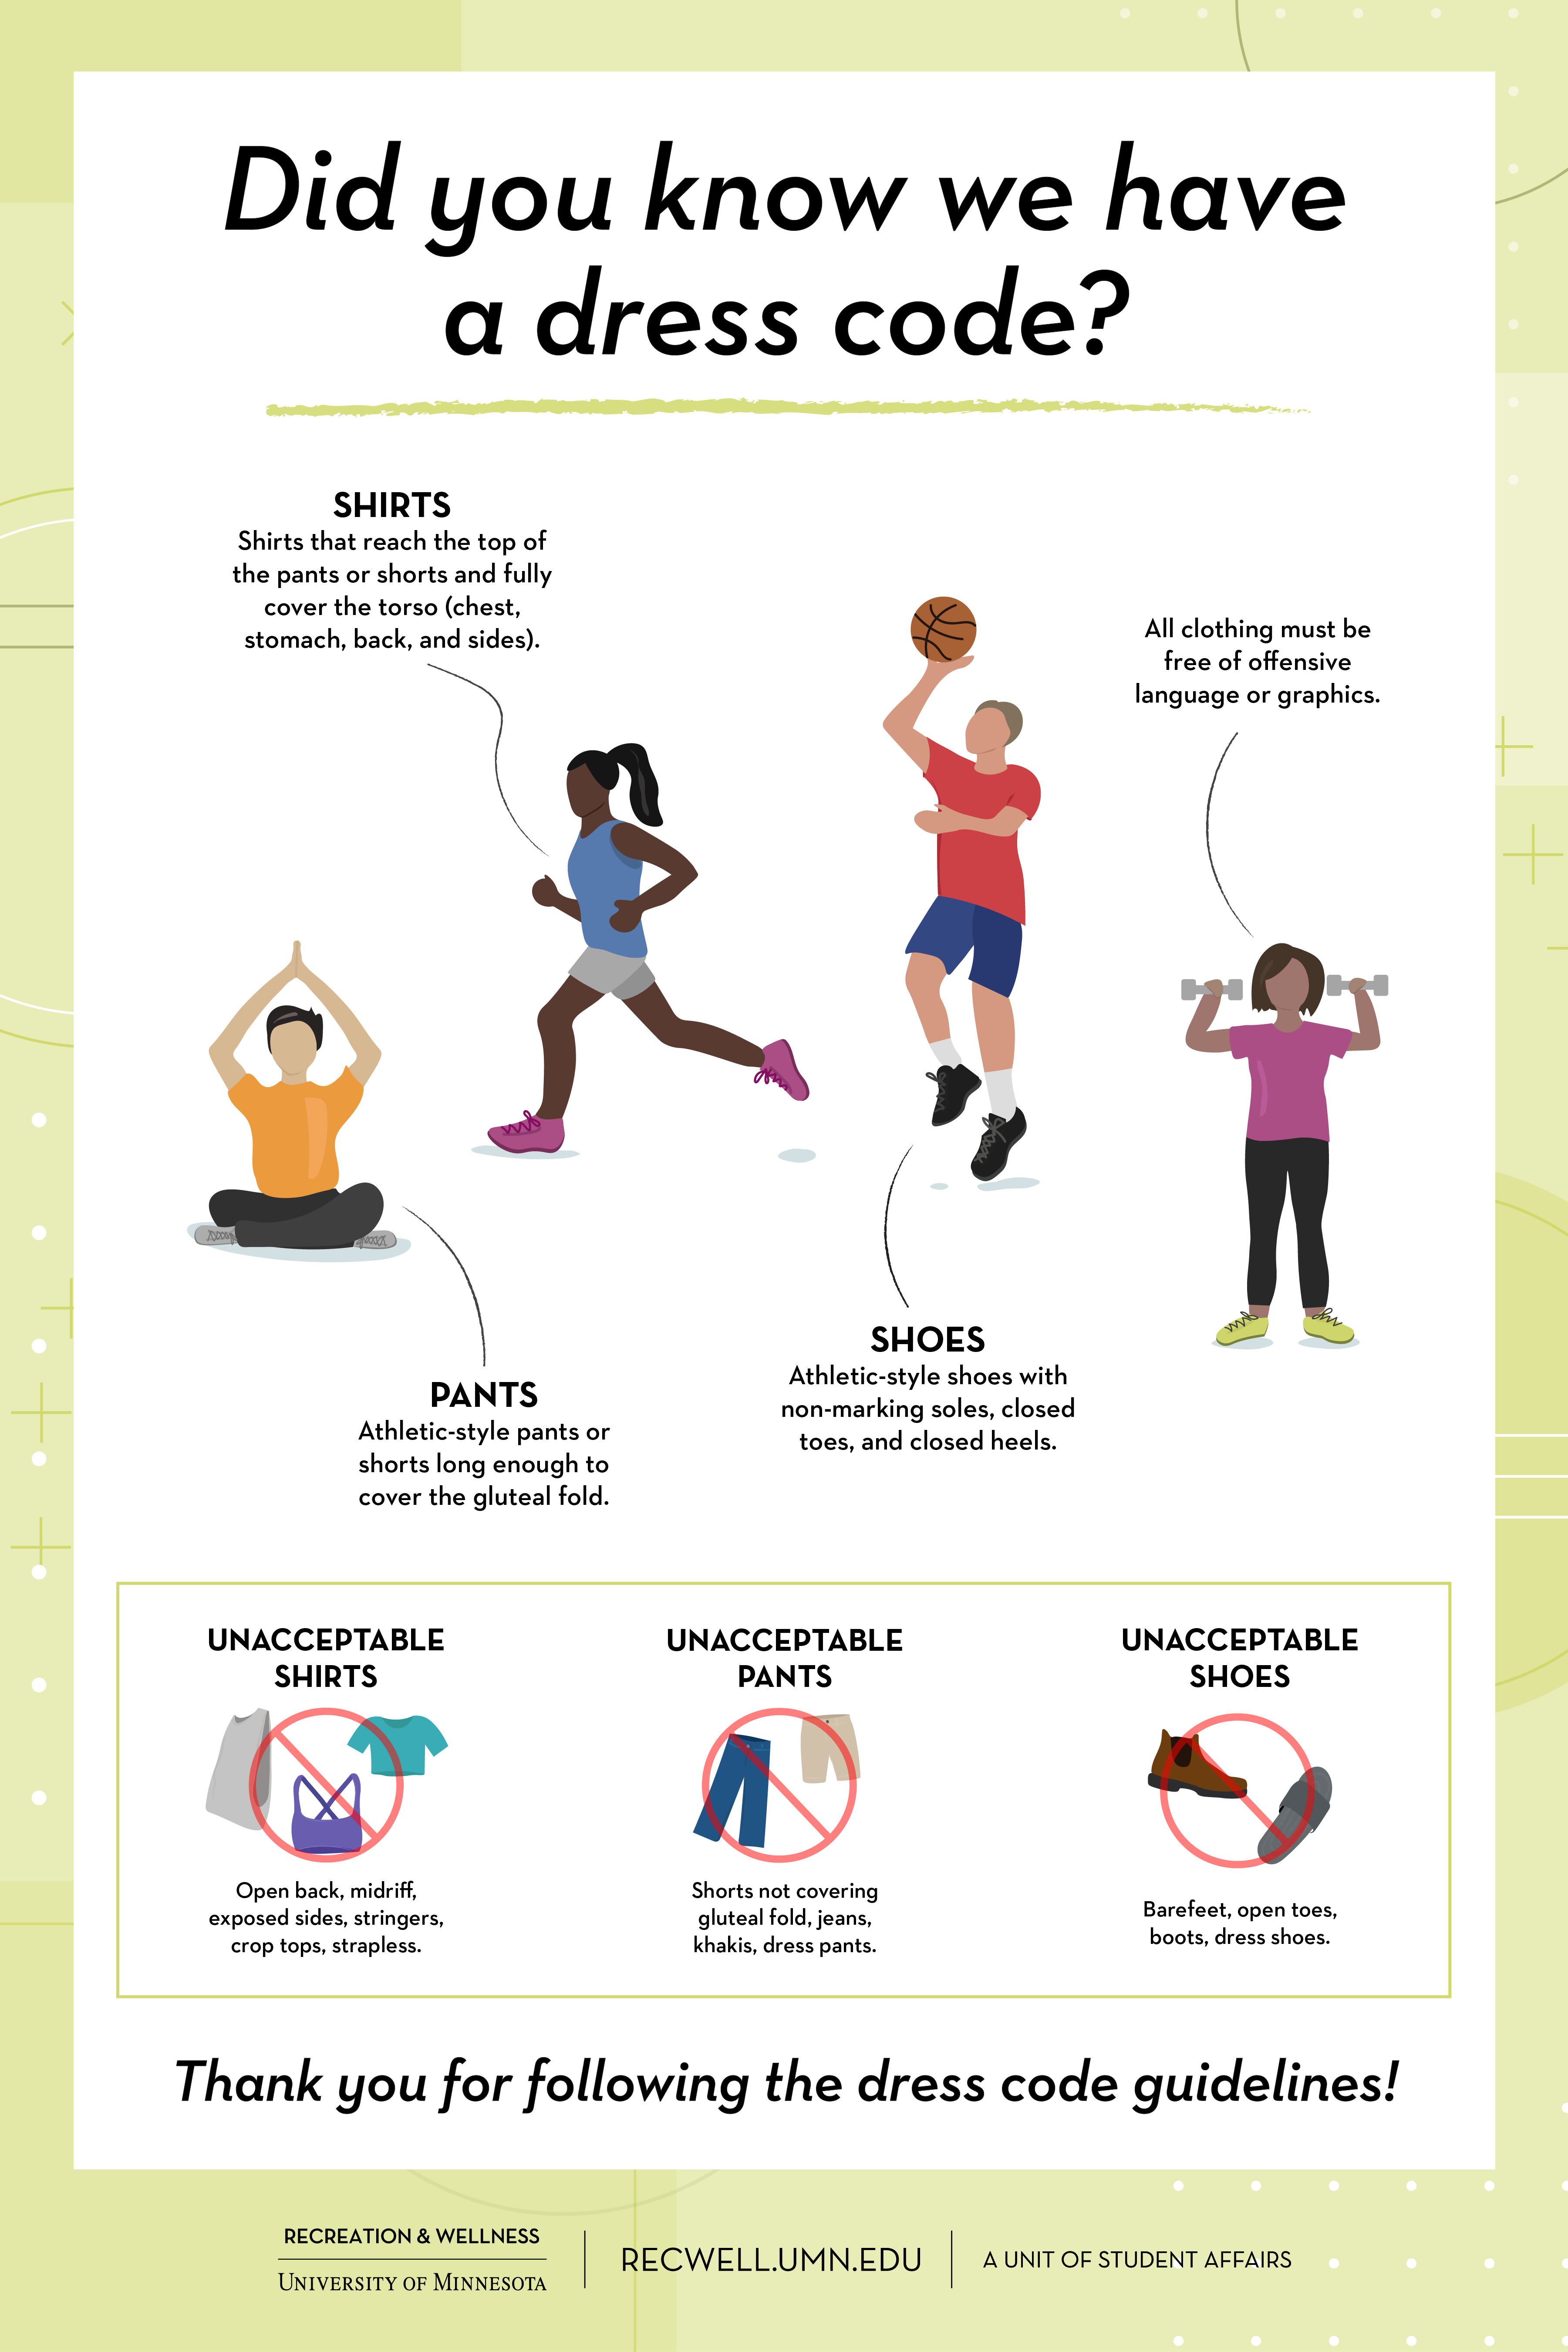 Did you know we have
a dress code?
SHIRTS
Shirts that reach the top of
the pants or shorts and fully
cover the torso (chest,
stomach, back, and sides).
All clothing must be
free of offensive
language or graphics.
PANTS
Athletic-style pants or
shorts long enough to
cover the gluteal fold.
SHOES
Athletic-style shoes with
non-marking soles, closed
toes, and closed heels.
UNACCEPTABLE
SHIRTS
Open back, midriff,
exposed sides, stringers,
crop tops, strapless.
UNACCEPTABLE
PANTS
Shorts not covering
gluteal fold, jeans,
khakis, dress pants.
UNACCEPTABLE
SHOES
Barefeet, open toes,
boots, dress shoes.
Thank you for following the dress code guidelines!
RECREATION & WELLNESS
UNIVERSITY OF MINNESOTA
RECWELL.UMN.EDU
A UNIT OF STUDENT AFFAIRS